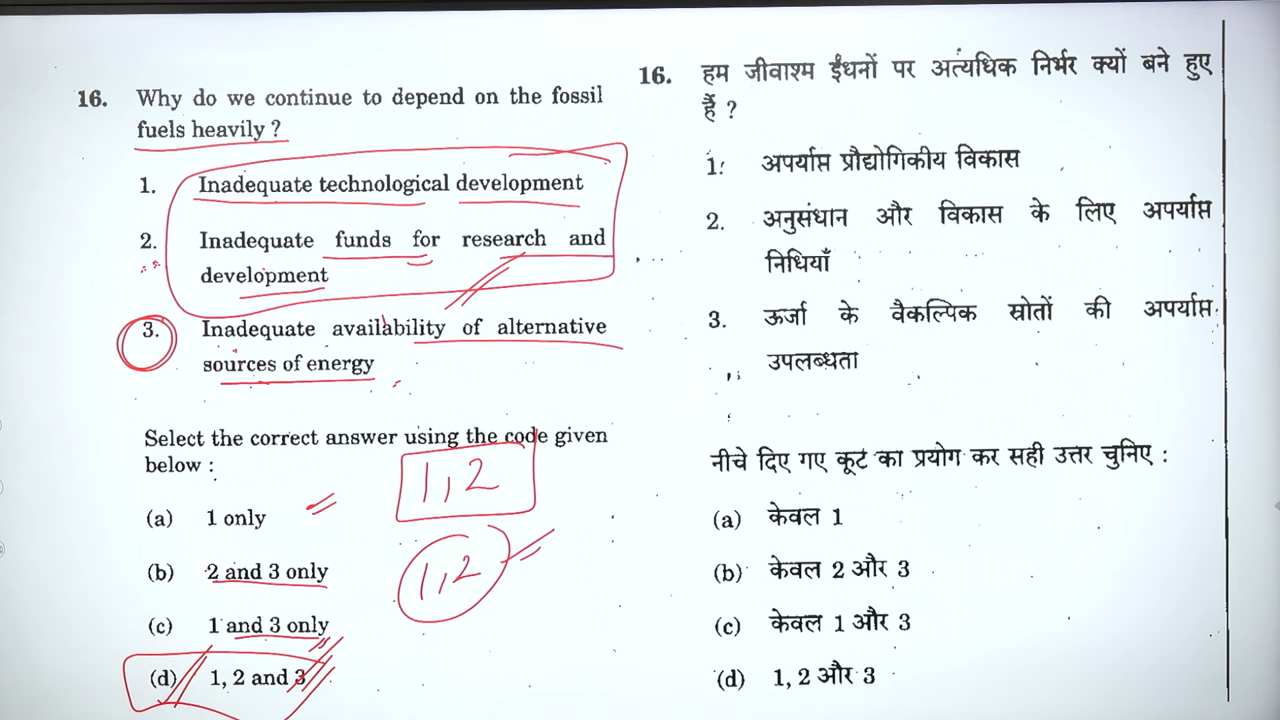 16. Why do we continue to depend on the fossil
fuels heavily ?
1. Inadequate technological development
2. Inadequate funds for research and
development
3. Inadequate availability of alternative
sources of energy
Select the correct answer using the code given
below :
1, 2
(a) 1 only
1, 2
(b) 2 and 3 only
(c) 1 and 3 only
(d) 1, 2 and 3
16. हम जीवाश्म ईंधनों पर अत्यधिक निर्भर क्यों बने हुए
हैं ?
1. अपर्याप्त प्रौद्योगिकीय विकास
2. अनुसंधान और विकास के लिए अपर्याप्त
निधियाँ
3. ऊर्जा के वैकल्पिक स्रोतों की अपर्याप्त
उपलब्धता
नीचे दिए गए कूट का प्रयोग कर सही उत्तर चुनिए :
(a) केवल 1
(b) केवल 2 और 3
(c) केवल 1 और 3
(d) 1, 2 और 3